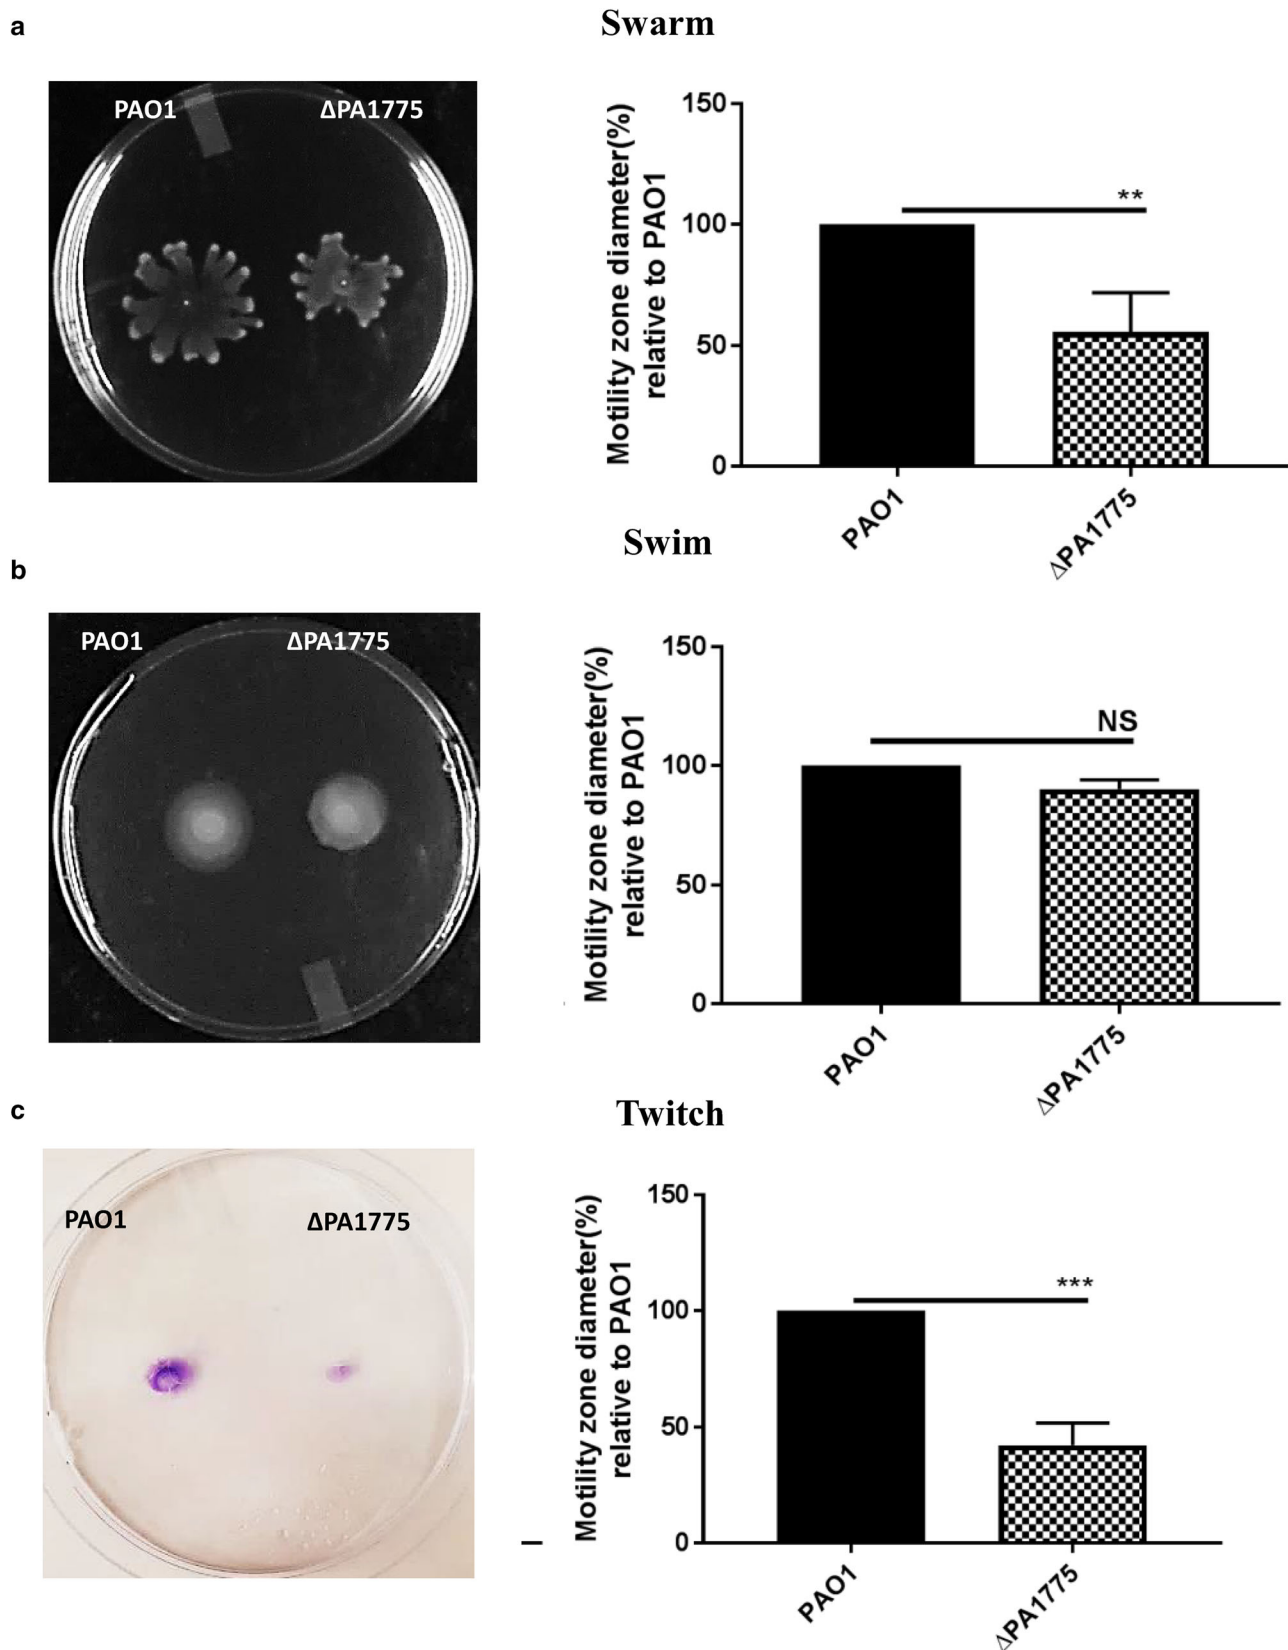 a
Swarm
PAO1
ΔPA1775
Motility zone diameter(%)
relative to PAO1
150
100
50
0
**
PAO1
ΔPA1775
b
Swim
PAO1
ΔPA1775
Motility zone diameter(%)
relative to PAO1
150
100
50
0
NS
PAO1
ΔPA1775
c
Twitch
PAO1
ΔPA1775
Motility zone diameter(%)
relative to PAO1
150
100
50
0
***
PAO1
ΔPA1775